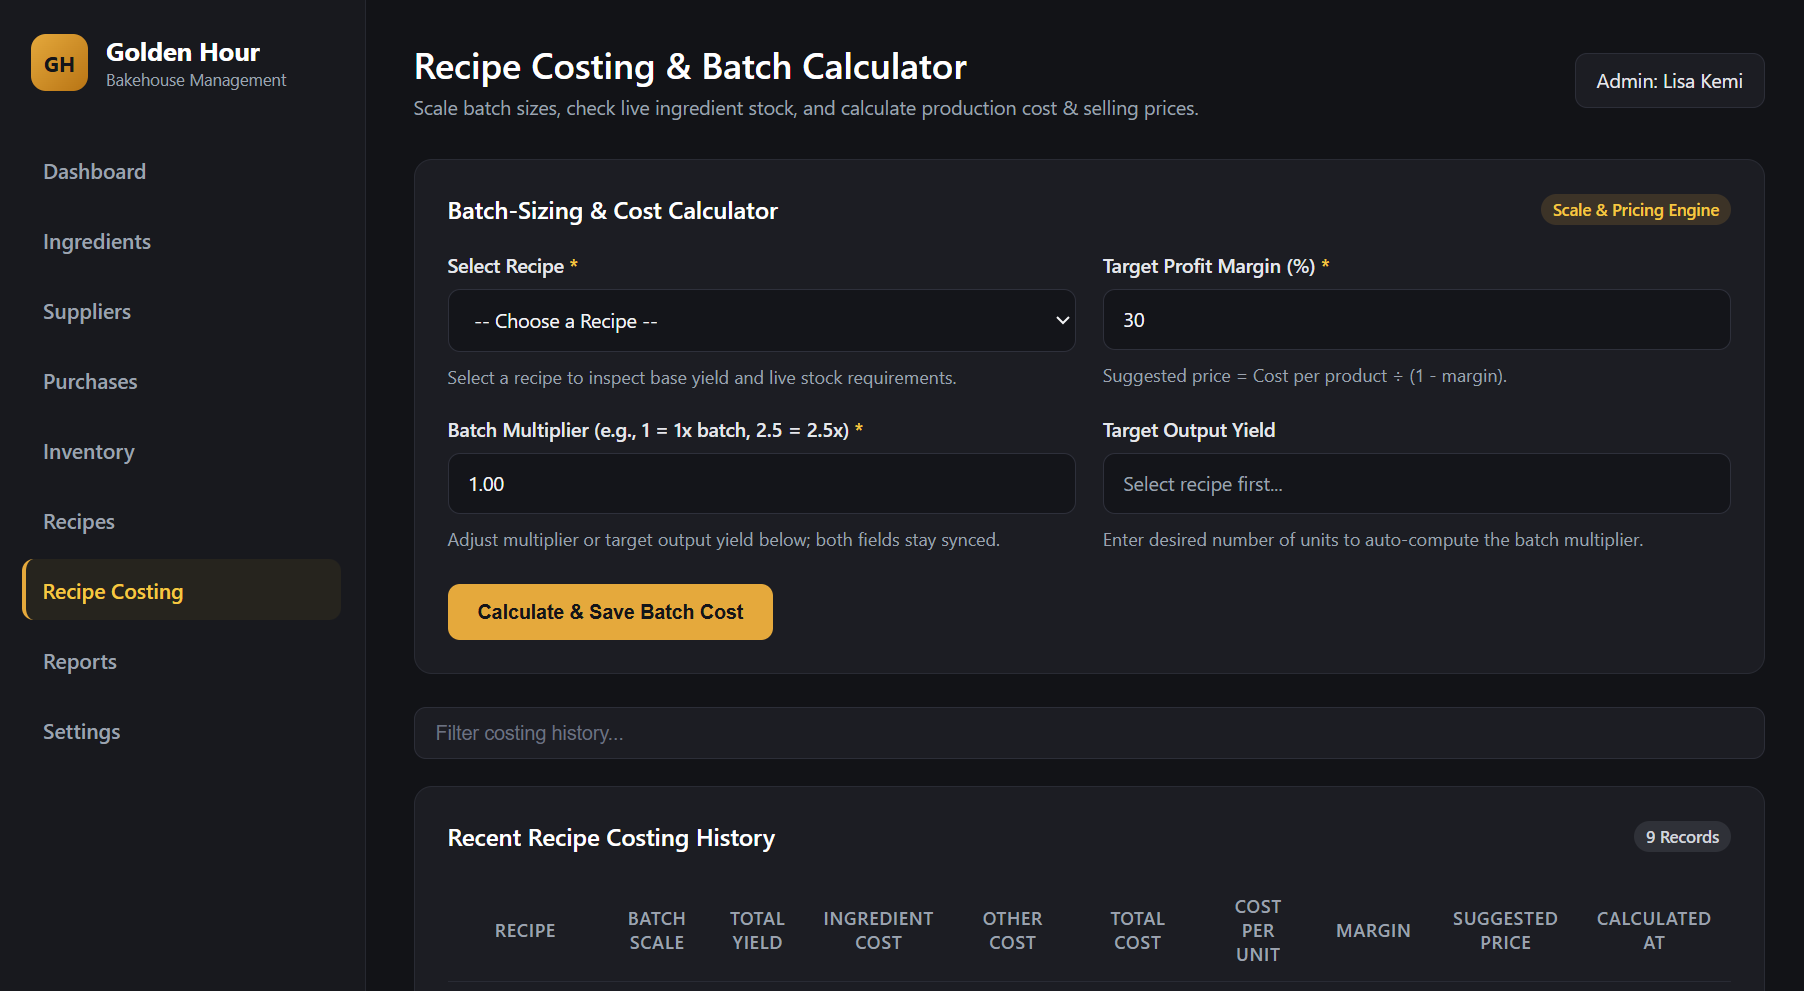 GH
Golden Hour
Bakehouse Management
Dashboard
Ingredients
Suppliers
Purchases
Inventory
Recipes
Recipe Costing
Reports
Settings
Recipe Costing & Batch Calculator
Scale batch sizes, check live ingredient stock, and calculate production cost & selling prices.
Admin: Lisa Kemi
Batch-Sizing & Cost Calculator
Scale & Pricing Engine
Select Recipe *
-- Choose a Recipe --
Select a recipe to inspect base yield and live stock requirements.
Target Profit Margin (%) *
30
Suggested price = Cost per product ÷ (1 - margin).
Batch Multiplier (e.g., 1 = 1x batch, 2.5 = 2.5x) *
1.00
Adjust multiplier or target output yield below; both fields stay synced.
Target Output Yield
Select recipe first...
Enter desired number of units to auto-compute the batch multiplier.
Calculate & Save Batch Cost
Filter costing history...
Recent Recipe Costing History
9 Records
RECIPE
BATCH
SCALE
TOTAL
YIELD
INGREDIENT
COST
OTHER
COST
TOTAL
COST
COST
PER
UNIT
MARGIN
SUGGESTED
PRICE
CALCULATED
AT